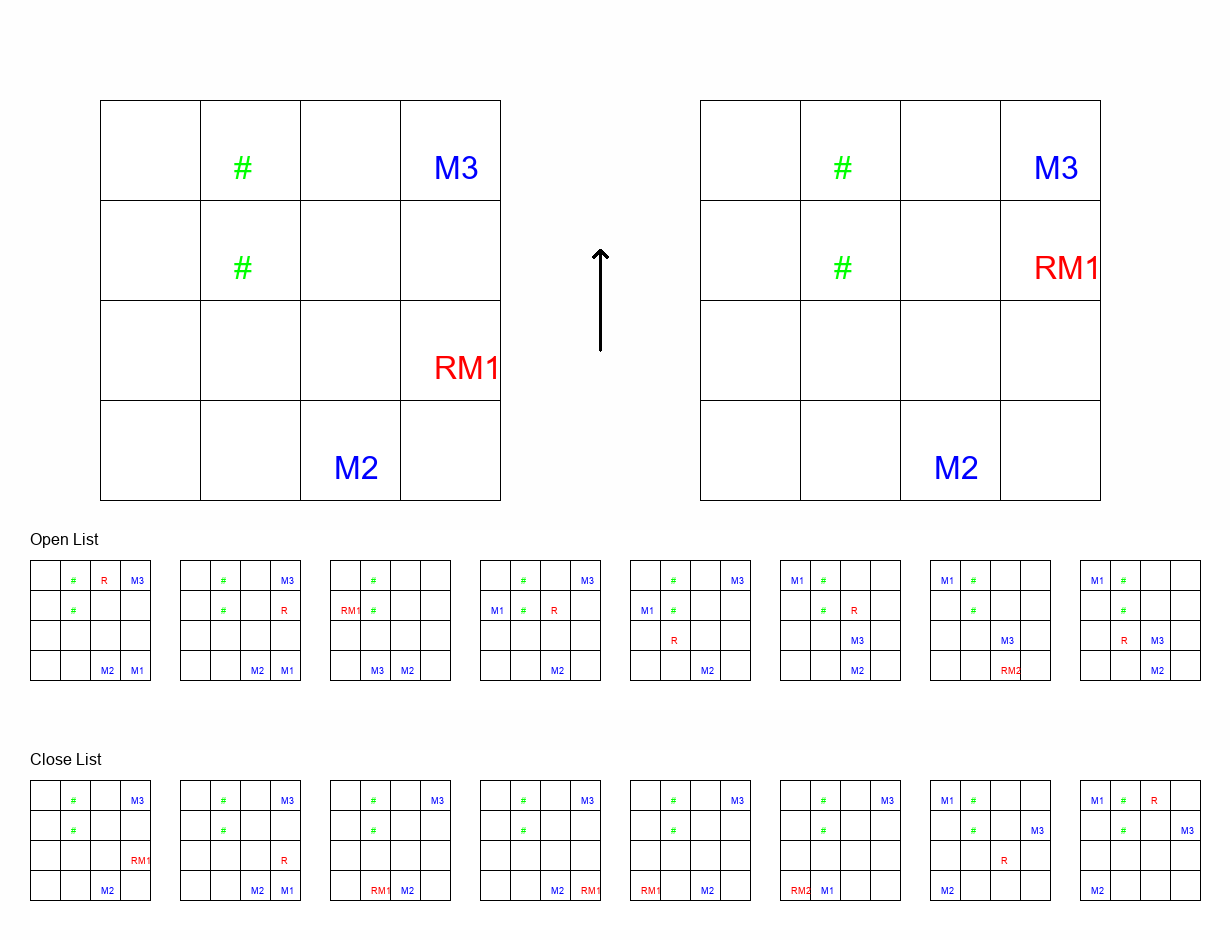 # M3 # M3
# # RM1
RM1
M2 M2
Open List
# R M3 # M3 # # M3 # M3 M1 # M1 # M1 #
# # R RM1 # M1 # R M1 # # R # #
R M3 M3 R M3
M2 M1 M2 M1 M3 M2 M2 M2 M2 RM2 M2
Close List
# M3 # M3 # M3 # M3 # M3 # M3 M1 # M1 # R
# # # # # # # M3 # M3
RM1 R R
M2 M2 M1 RM1 M2 M2 RM1 RM1 M2 RM2 M1 M2 M2